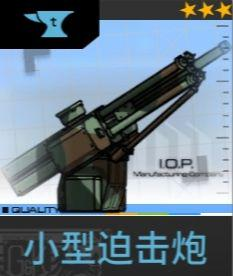 t
I.O.P.
Manufacturing Company
QUALITY
小型迫击炮